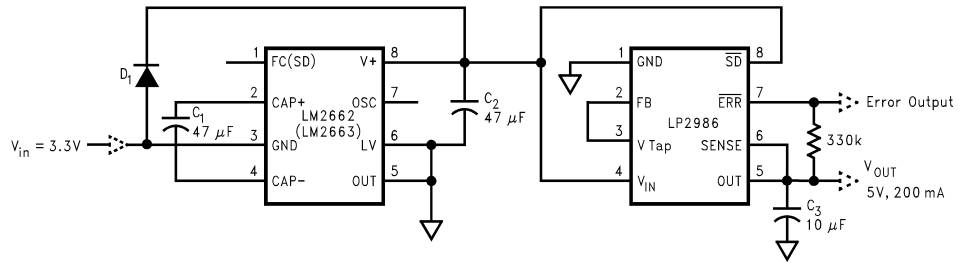 D1
Vin = 3.3V
C1
47 µF
1
2
3
4
FC(SD)
CAP+
GND
CAP-
LM2662
(LM2663)
V+
OSC
LV
OUT
8
7
6
5
C2
47 µF
1
2
3
4
GND
FB
V Tap
VIN
LP2986
SD
ERR
SENSE
OUT
8
7
6
5
Error Output
330k
VOUT
5V, 200 mA
C3
10 µF